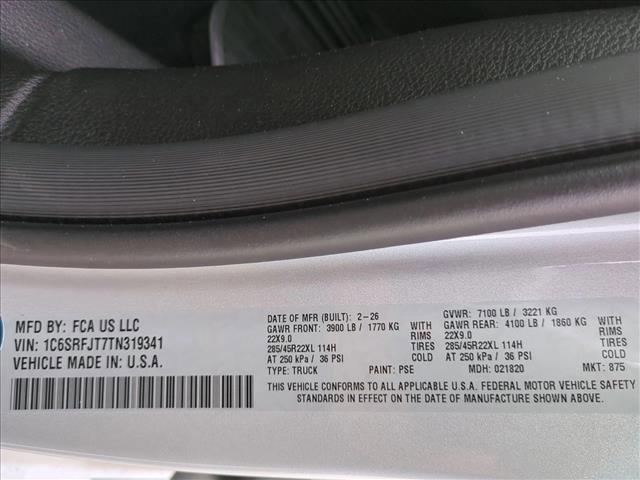 MFD BY: FCA US LLC
VIN: 1C6SRFJT7TN319341
VEHICLE MADE IN: U.S.A.
DATE OF MFR (BUILT): 2-26 GVWR: 7100 LB / 3221 KG
GAWR FRONT: 3900 LB / 1770 KG WITH GAWR REAR: 4100 LB / 1860 KG WITH
22X9.0 RIMS 22X9.0 RIMS
285/45R22XL 114H TIRES 285/45R22XL 114H TIRES
AT 250 kPa / 36 PSI COLD AT 250 kPa / 36 PSI COLD
TYPE: TRUCK PAINT: PSE MDH: 021820 MKT: 875
THIS VEHICLE CONFORMS TO ALL APPLICABLE U.S.A. FEDERAL MOTOR VEHICLE SAFETY
STANDARDS IN EFFECT ON THE DATE OF MANUFACTURE SHOWN ABOVE.